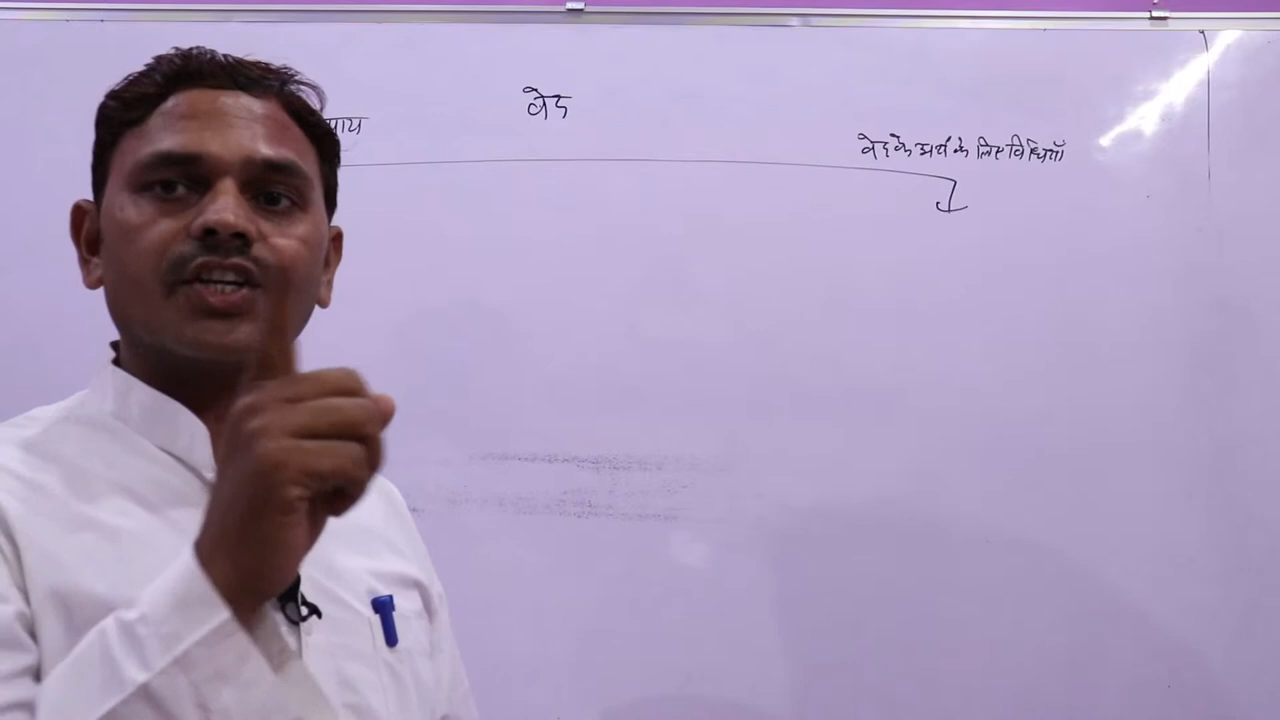 वेद
वेद के अर्थ के लिए विधियाँ